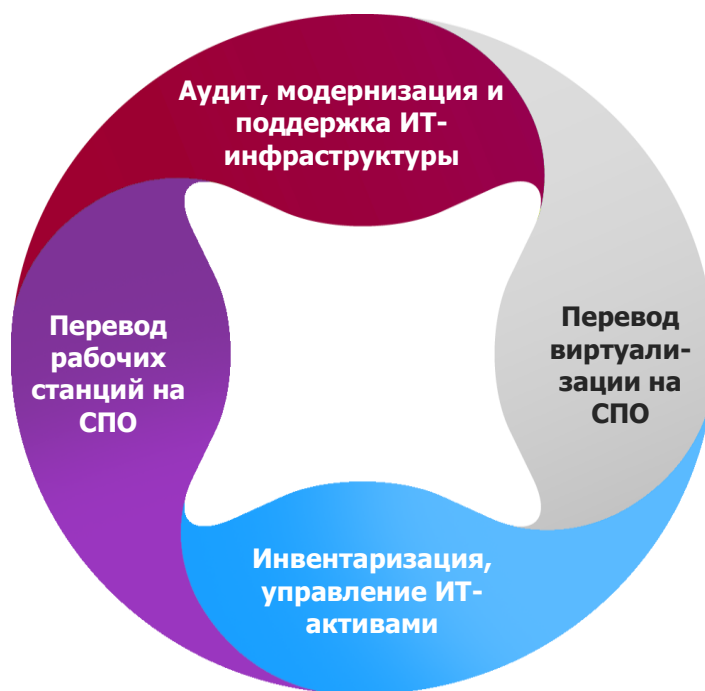 Аудит, модернизация и
поддержка ИТ-
инфраструктуры
Перевод
рабочих
станций на
СПО
Перевод
виртуали-
зации на
СПО
Инвентаризация,
управление ИТ-
активами